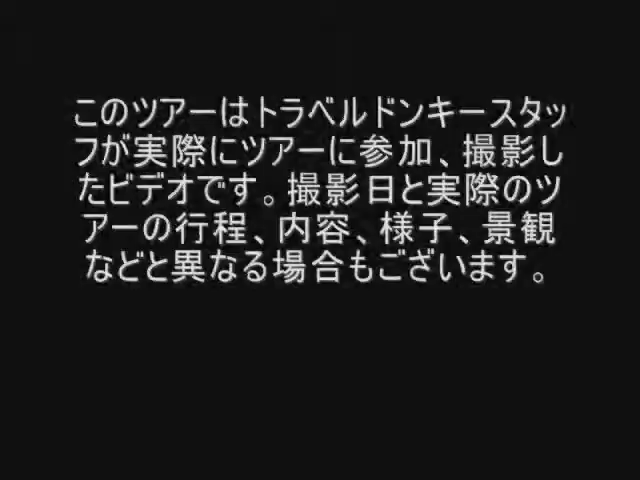 このツアーはトラベルドンキースタッ
フが実際にツアーに参加、撮影し
たビデオです。撮影日と実際のツ
アーの行程、内容、様子、景観
などと異なる場合もございます。